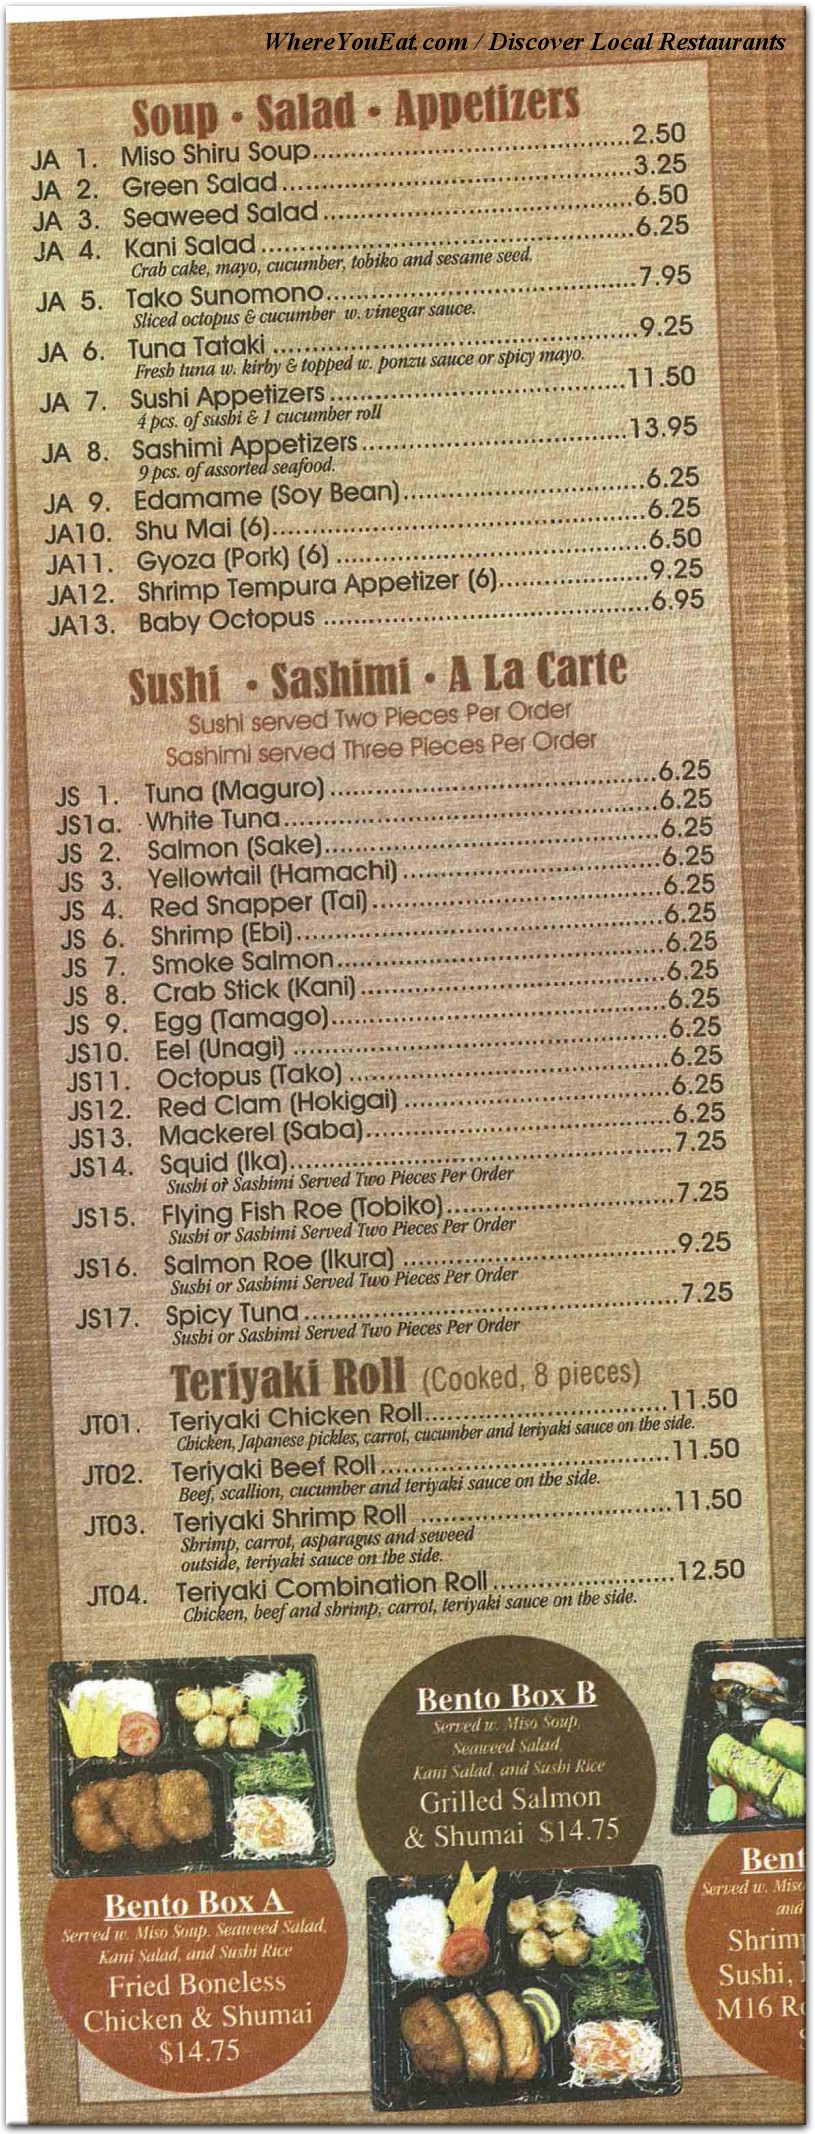 WhereYouEat.com / Discover Local Restaurants
Soup • Salad • Appetizers
JA 1. Miso Shiru Soup 2.50
JA 2. Green Salad 3.25
JA 3. Seaweed Salad 6.50
JA 4. Kani Salad 6.25
Crab cake, mayo, cucumber, tobiko and sesame seed.
JA 5. Tako Sunomono 7.95
Sliced octopus & cucumber w. vinegar sauce.
JA 6. Tuna Tataki 9.25
Fresh tuna w. kirby & topped w. ponzu sauce or spicy mayo.
JA 7. Sushi Appetizers 11.50
4 pcs. of sushi & 1 cucumber roll
JA 8. Sashimi Appetizers 13.95
9 pcs. of assorted seafood.
JA 9. Edamame (Soy Bean) 6.25
JA10. Shu Mai (6) 6.25
JA11. Gyoza (Pork) (6) 6.50
JA12. Shrimp Tempura Appetizer (6) 9.25
JA13. Baby Octopus 6.95
Sushi • Sashimi • A La Carte
Sushi served Two Pieces Per Order
Sashimi served Three Pieces Per Order
JS 1. Tuna (Maguro) 6.25
JS1a. White Tuna 6.25
JS 2. Salmon (Sake) 6.25
JS 3. Yellowtail (Hamachi) 6.25
JS 4. Red Snapper (Tai) 6.25
JS 6. Shrimp (Ebi) 6.25
JS 7. Smoke Salmon 6.25
JS 8. Crab Stick (Kani) 6.25
JS 9. Egg (Tamago) 6.25
JS10. Eel (Unagi) 6.25
JS11. Octopus (Tako) 6.25
JS12. Red Clam (Hokigai) 6.25
JS13. Mackerel (Saba) 6.25
JS14. Squid (Ika) 7.25
Sushi or Sashimi Served Two Pieces Per Order
JS15. Flying Fish Roe (Tobiko) 7.25
Sushi or Sashimi Served Two Pieces Per Order
JS16. Salmon Roe (Ikura) 9.25
Sushi or Sashimi Served Two Pieces Per Order
JS17. Spicy Tuna 7.25
Sushi or Sashimi Served Two Pieces Per Order
Teriyaki Roll (Cooked, 8 pieces)
JT01. Teriyaki Chicken Roll 11.50
Chicken, Japanese pickles, carrot, cucumber and teriyaki sauce on the side.
JT02. Teriyaki Beef Roll 11.50
Beef, scallion, cucumber and teriyaki sauce on the side.
JT03. Teriyaki Shrimp Roll 11.50
Shrimp, carrot, asparagus and seweed
outside, teriyaki sauce on the side.
JT04. Teriyaki Combination Roll 12.50
Chicken, beef and shrimp, carrot, teriyaki sauce on the side.
Bento Box B
Served w. Miso Soup,
Seaweed Salad,
Kani Salad, and Sushi Rice
Grilled Salmon
& Shumai $14.75
Bento Box A
Served w. Miso Soup, Seaweed Salad,
Kani Salad, and Sushi Rice
Fried Boneless
Chicken & Shumai
$14.75
Bent
Served w. Miso
and
Shrim
Sushi,
M16 Ro